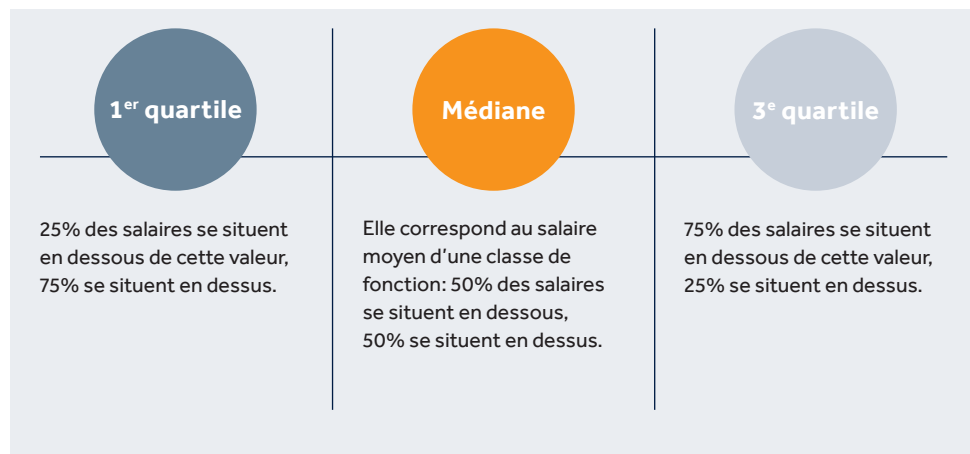 1er quartile
Médiane
3e quartile
25% des salaires se situent
en dessous de cette valeur,
75% se situent en dessus.
Elle correspond au salaire
moyen d’une classe de
fonction: 50% des salaires
se situent en dessous,
50% se situent en dessus.
75% des salaires se situent
en dessous de cette valeur,
25% se situent en dessus.